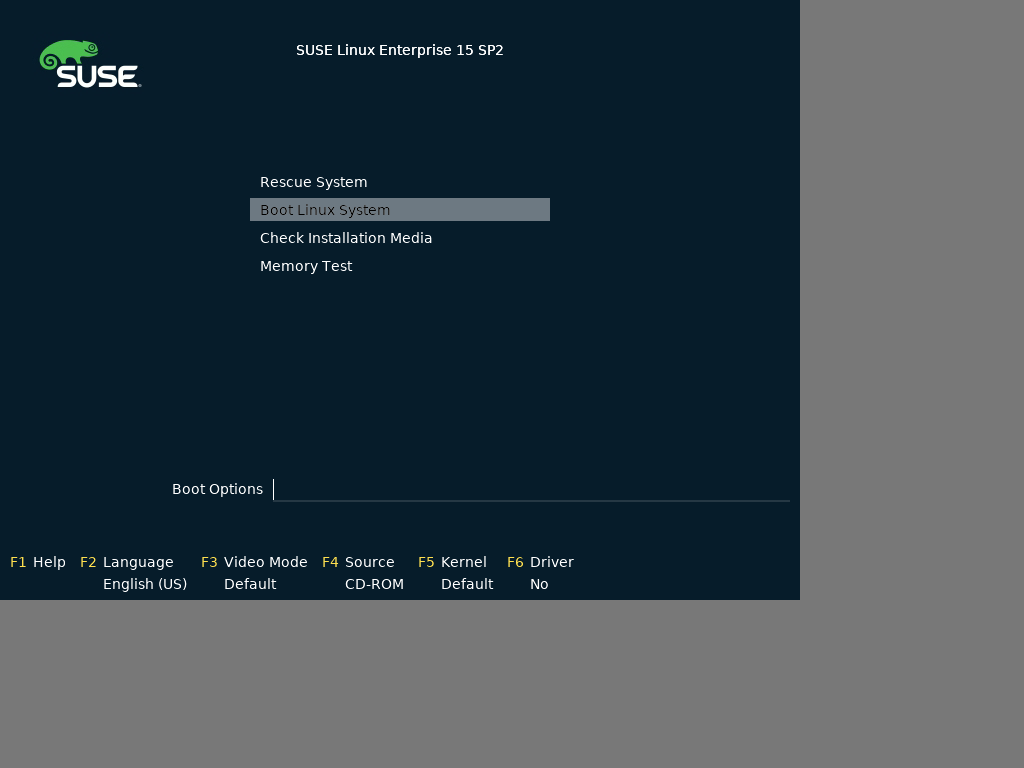 SUSE Linux Enterprise 15 SP2
SUSE
Rescue System
Boot Linux System
Check Installation Media
Memory Test
Boot Options
F1 Help F2 Language F3 Video Mode F4 Source F5 Kernel F6 Driver
English (US) Default CD-ROM Default No